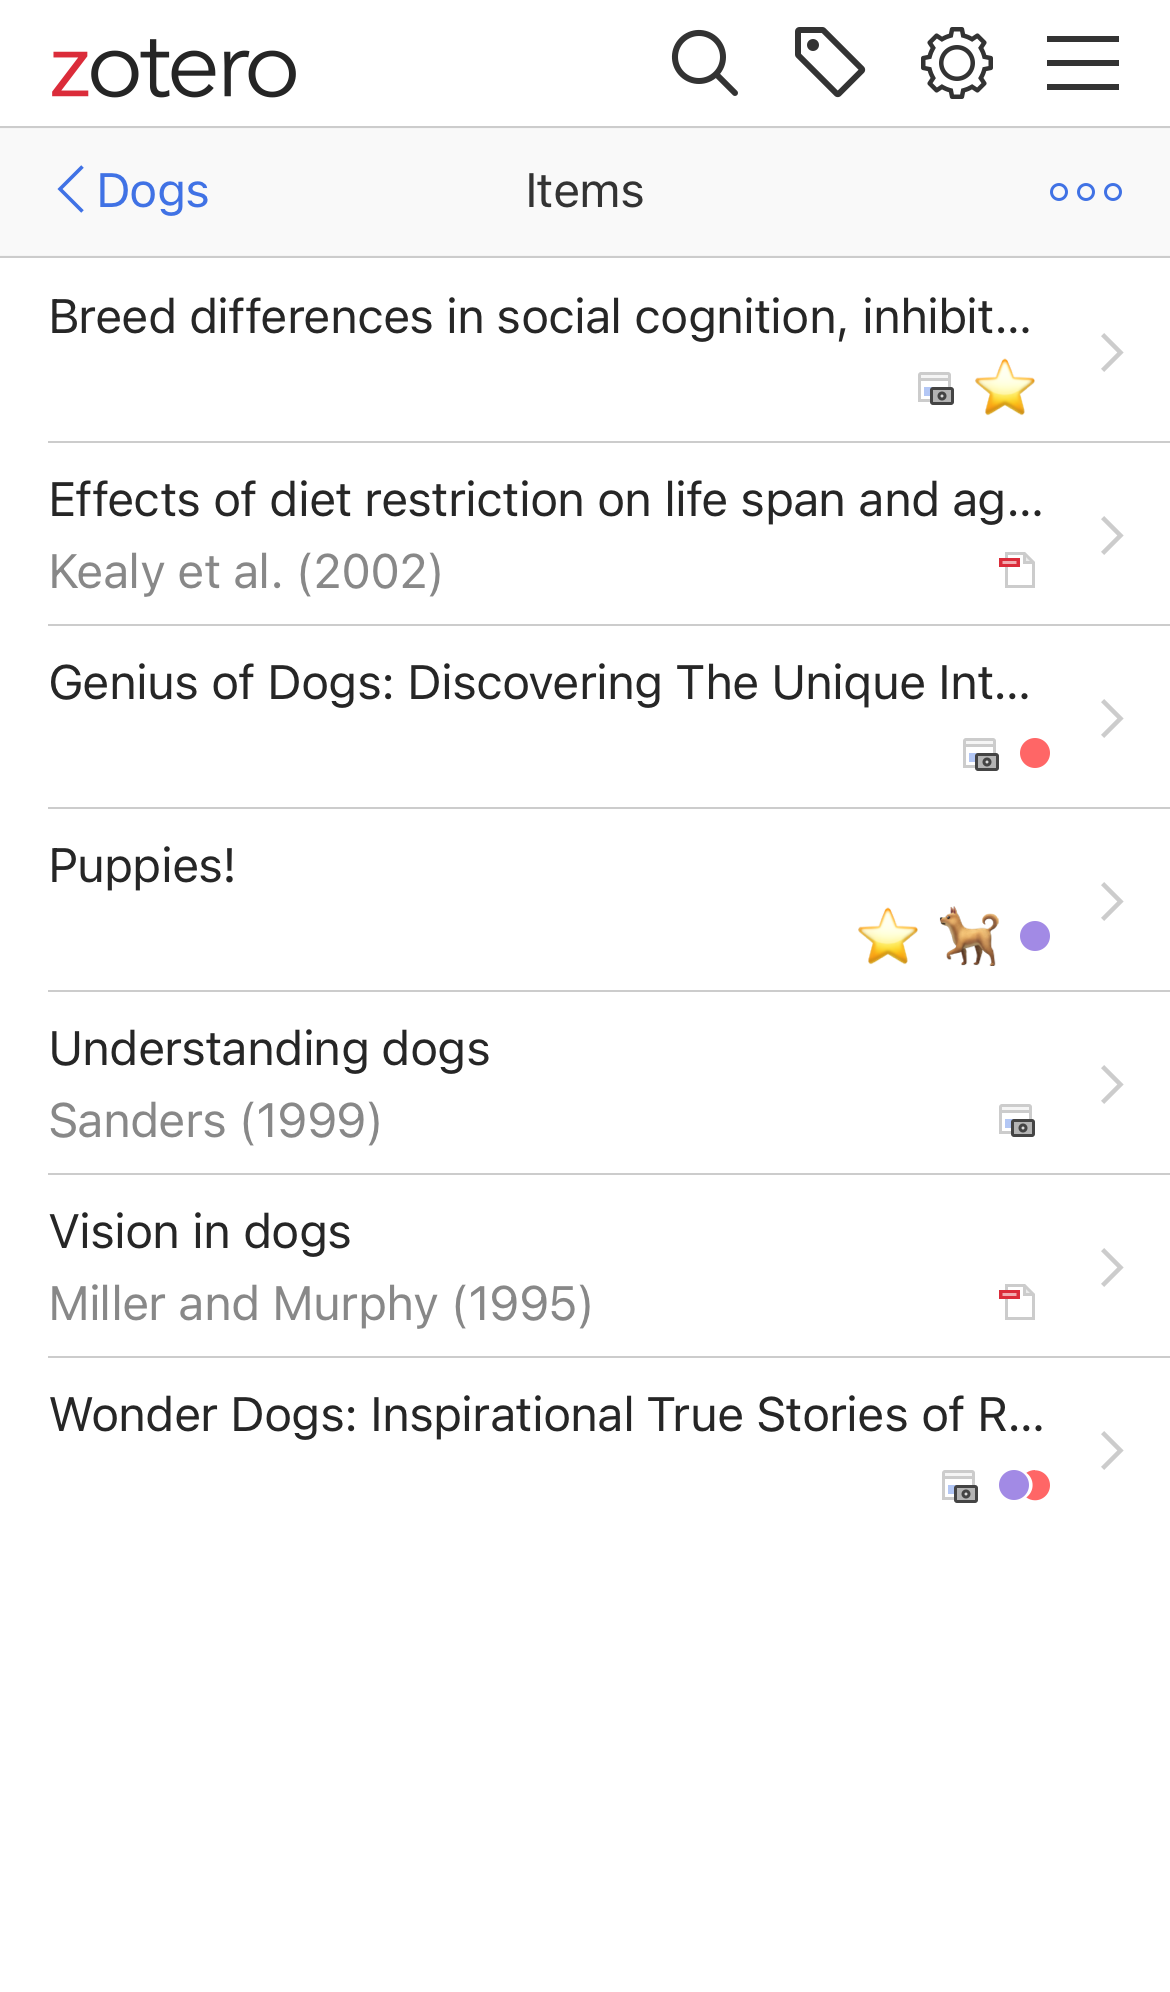 zotero
Dogs
Items
Breed differences in social cognition, inhibit...
Effects of diet restriction on life span and ag...
Kealy et al. (2002)
Genius of Dogs: Discovering The Unique Int...
Puppies!
Understanding dogs
Sanders (1999)
Vision in dogs
Miller and Murphy (1995)
Wonder Dogs: Inspirational True Stories of R...